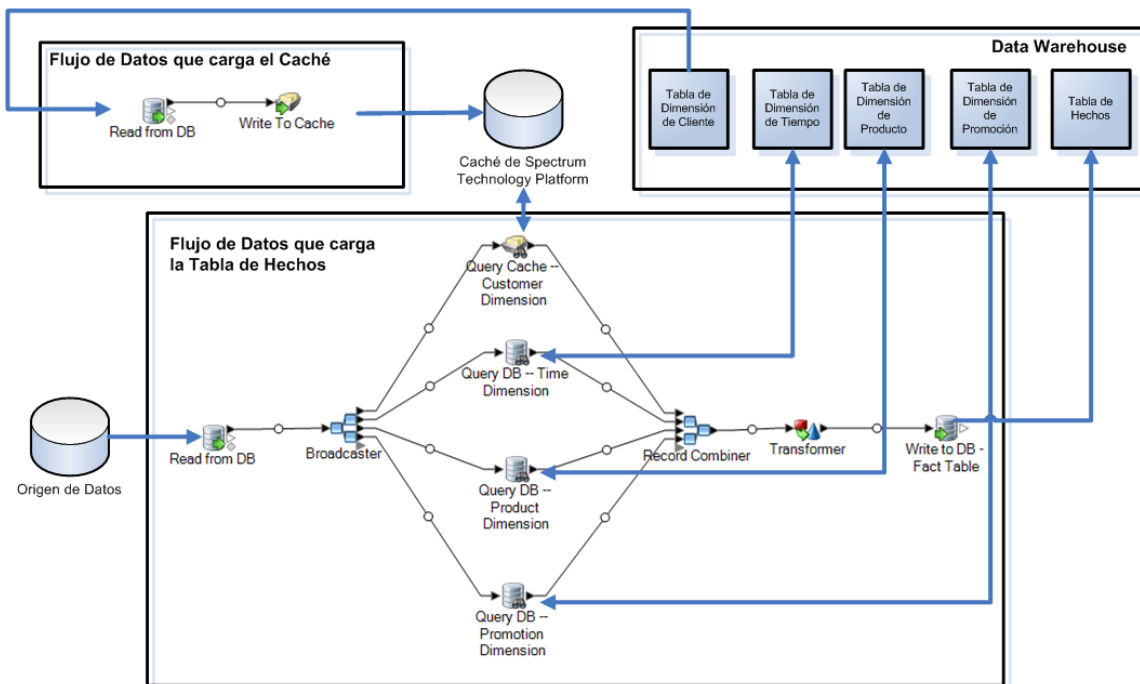 Flujo de Datos que carga el Caché
Read from DB
Write To Cache
Caché de Spectrum
Technology Platform
Data Warehouse
Tabla de
Dimensión
de Cliente
Tabla de
Dimensión
de Tiempo
Tabla de
Dimensión
de
Producto
Tabla de
Dimensión
de
Promoción
Tabla de
Hechos
Flujo de Datos que carga
la Tabla de Hechos
Query Cache --
Customer
Dimension
Query DB -- Time
Dimension
Origen de Datos
Read from DB
Broadcaster
Query DB --
Product
Dimension
Record Combiner
Transformer
Write to DB -
Fact Table
Query DB --
Promotion
Dimension